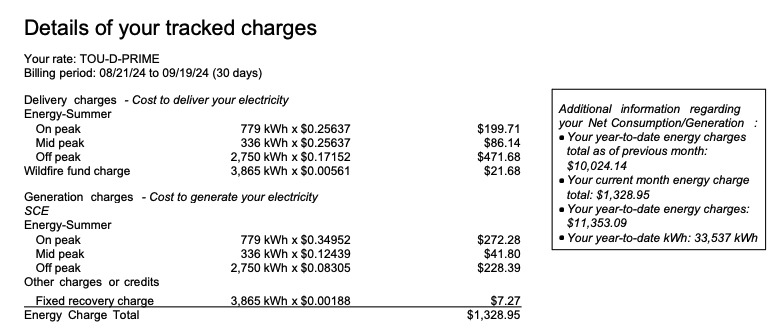 Details of your tracked charges
Your rate: TOU-D-PRIME
Billing period: 08/21/24 to 09/19/24 (30 days)
Delivery charges - Cost to deliver your electricity
Energy-Summer
On peak 779 kWh x $0.25637 $199.71
Mid peak 336 kWh x $0.25637 $86.14
Off peak 2,750 kWh x $0.17152 $471.68
Wildfire fund charge 3,865 kWh x $0.00561 $21.68
Generation charges - Cost to generate your electricity
SCE
Energy-Summer
On peak 779 kWh x $0.34952 $272.28
Mid peak 336 kWh x $0.12439 $41.80
Off peak 2,750 kWh x $0.08305 $228.39
Other charges or credits
Fixed recovery charge 3,865 kWh x $0.00188 $7.27
Energy Charge Total $1,328.95
Additional information regarding
your Net Consumption/Generation :
• Your year-to-date energy charges
total as of previous month:
$10,024.14
• Your current month energy charge
total: $1,328.95
• Your year-to-date energy charges:
$11,353.09
• Your year-to-date kWh: 33,537 kWh